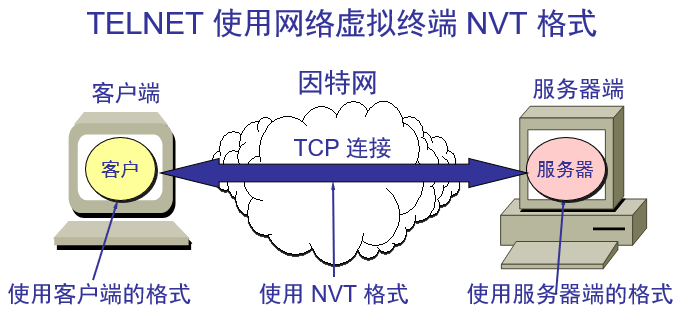 TELNET 使用网络虚拟终端 NVT 格式
因特网
客户端
服务器端
TCP 连接
客户
服务器
使用客户端的格式
使用 NVT 格式
使用服务器端的格式